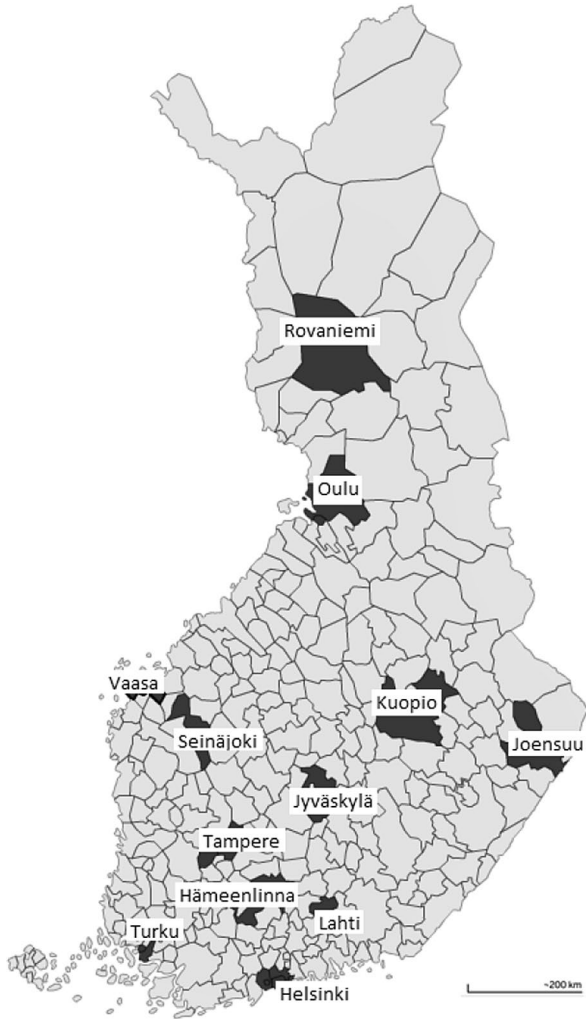 Rovaniemi
Oulu
Vaasa
Kuopio
Seinäjoki
Joensuu
Jyväskylä
Tampere
Hämeenlinna
Lahti
Turku
Helsinki
~200 km